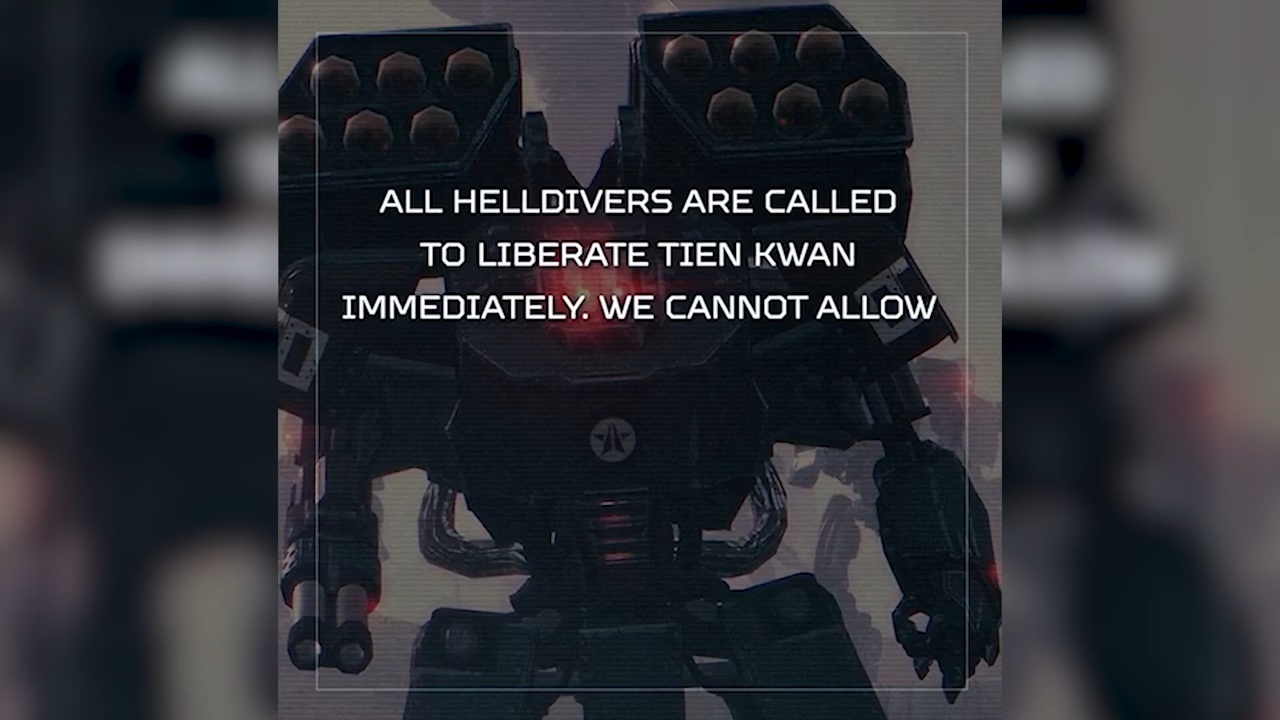 ALL HELLDIVERS ARE CALLED
TO LIBERATE TIEN KWAN
IMMEDIATELY. WE CANNOT ALLOW